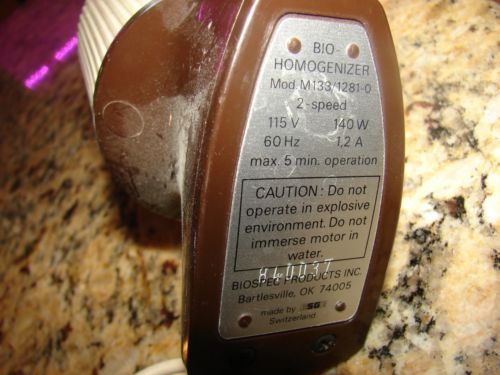 BIO-
HOMOGENIZER
Mod. M133/1281-0
2-speed
115 V 140 W
60 Hz 1,2 A
max. 5 min. operation
CAUTION: Do not
operate in explosive
environment. Do not
immerse motor in
water.
840037
BIOSPEC PRODUCTS INC.
Bartlesville, OK 74005
made by SG
Switzerland